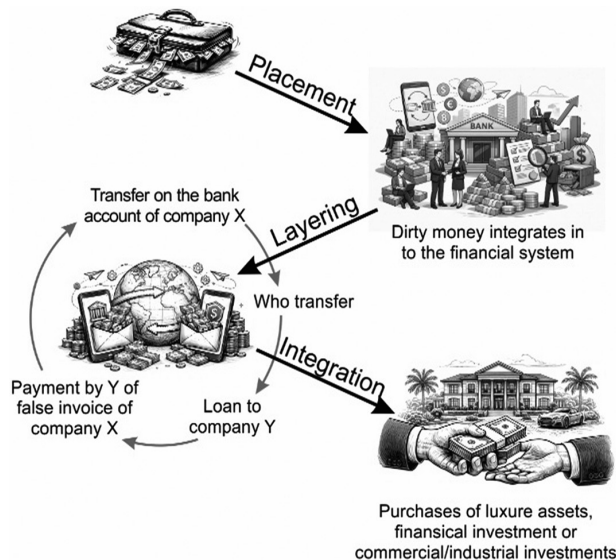 Placement
BANK
Dirty money integrates in
to the financial system
Layering
Transfer on the bank
account of company X
Who transfer
Loan to
company Y
Payment by Y of
false invoice of
company X
Integration
Purchases of luxure assets,
finansical investment or
commercial/industrial investments